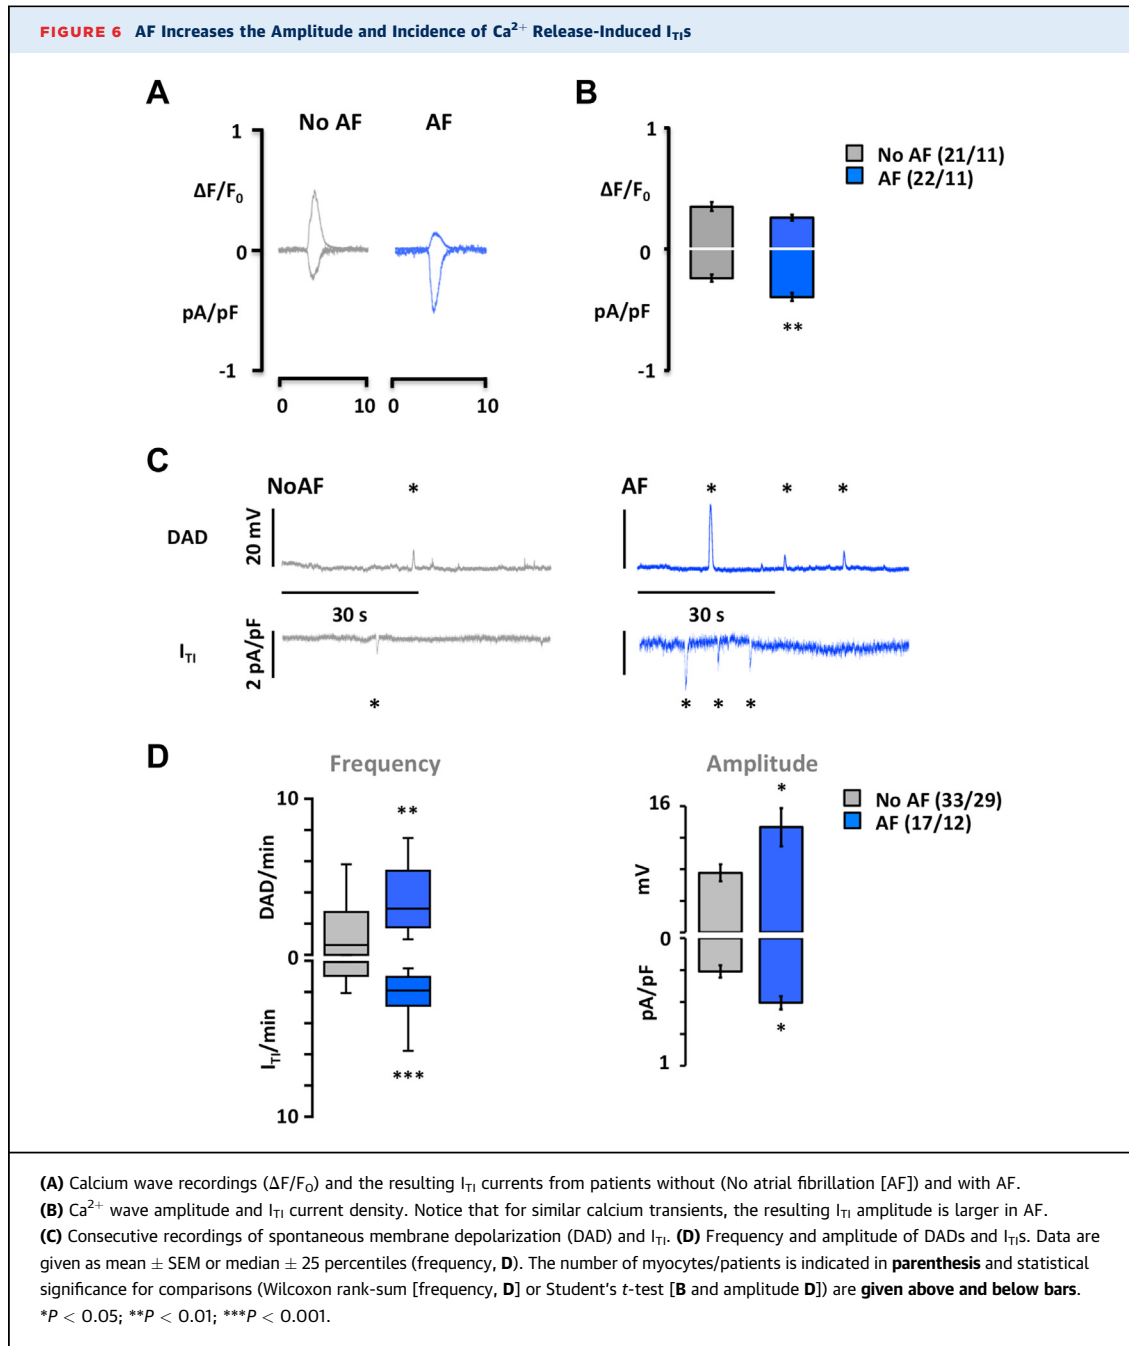 FIGURE 6 AF Increases the Amplitude and Incidence of Ca²⁺ Release-Induced I_TIs
A
No AF AF
1
ΔF/F₀
0
pA/pF
-1
0 10 0 10
B
1
ΔF/F₀
0
pA/pF
-1
**
No AF (21/11)
AF (22/11)
C
NoAF * AF * * *
DAD
20 mV
30 s 30 s
I_TI
2 pA/pF
* * * *
D
Frequency
10
DAD/min
0
I_TI/min
10
**
***
Amplitude
16
mV
0
pA/pF
1
*
*
No AF (33/29)
AF (17/12)
(A) Calcium wave recordings (ΔF/F₀) and the resulting I_TI currents from patients without (No atrial fibrillation [AF]) and with AF.
(B) Ca²⁺ wave amplitude and I_TI current density. Notice that for similar calcium transients, the resulting I_TI amplitude is larger in AF.
(C) Consecutive recordings of spontaneous membrane depolarization (DAD) and I_TI. (D) Frequency and amplitude of DADs and I_TIs. Data are
given as mean ± SEM or median ± 25 percentiles (frequency, D). The number of myocytes/patients is indicated in parenthesis and statistical
significance for comparisons (Wilcoxon rank-sum [frequency, D] or Student's t-test [B and amplitude D]) are given above and below bars.
*P < 0.05; **P < 0.01; ***P < 0.001.